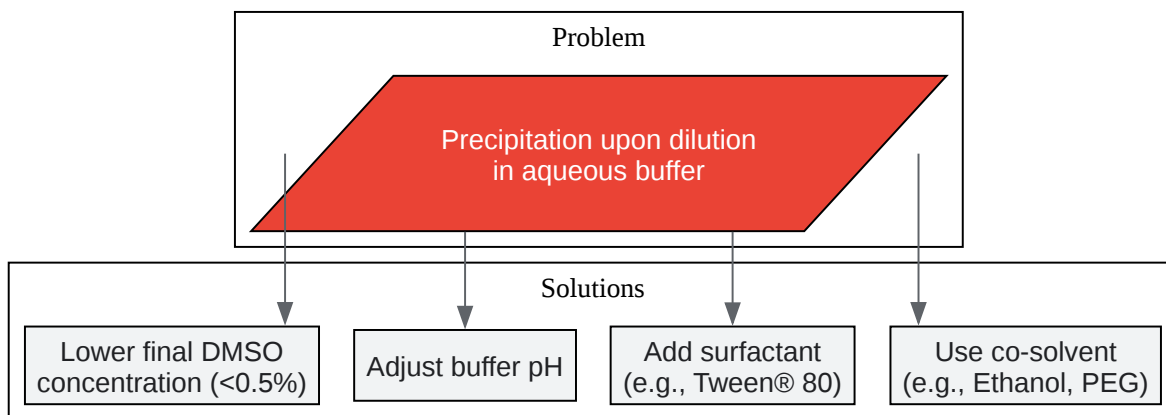 Problem
Precipitation upon dilution
in aqueous buffer
Solutions
Lower final DMSO
concentration (<0.5%)
Adjust buffer pH
Add surfactant
(e.g., Tween® 80)
Use co-solvent
(e.g., Ethanol, PEG)